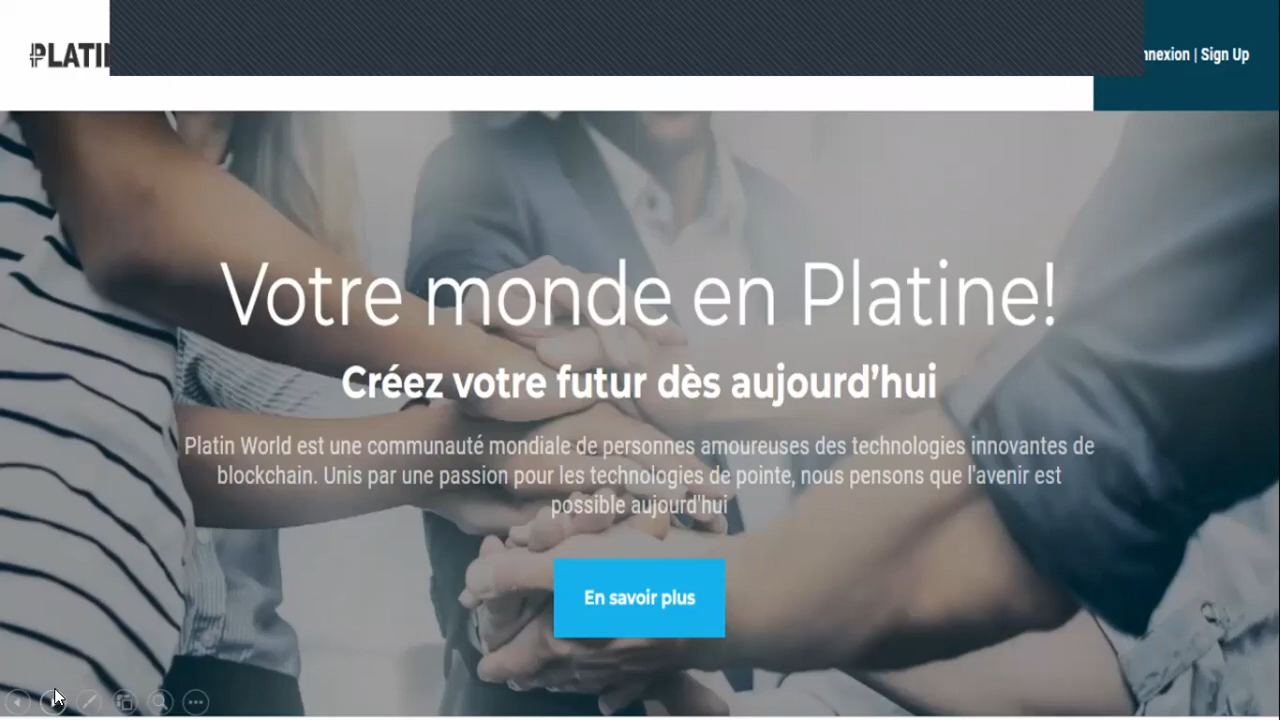 PLATI
nnexion | Sign Up
Votre monde en Platine!
Créez votre futur dès aujourd’hui
Platin World est une communauté mondiale de personnes amoureuses des technologies innovantes de
blockchain. Unis par une passion pour les technologies de pointe, nous pensons que l'avenir est
possible aujourd'hui
En savoir plus